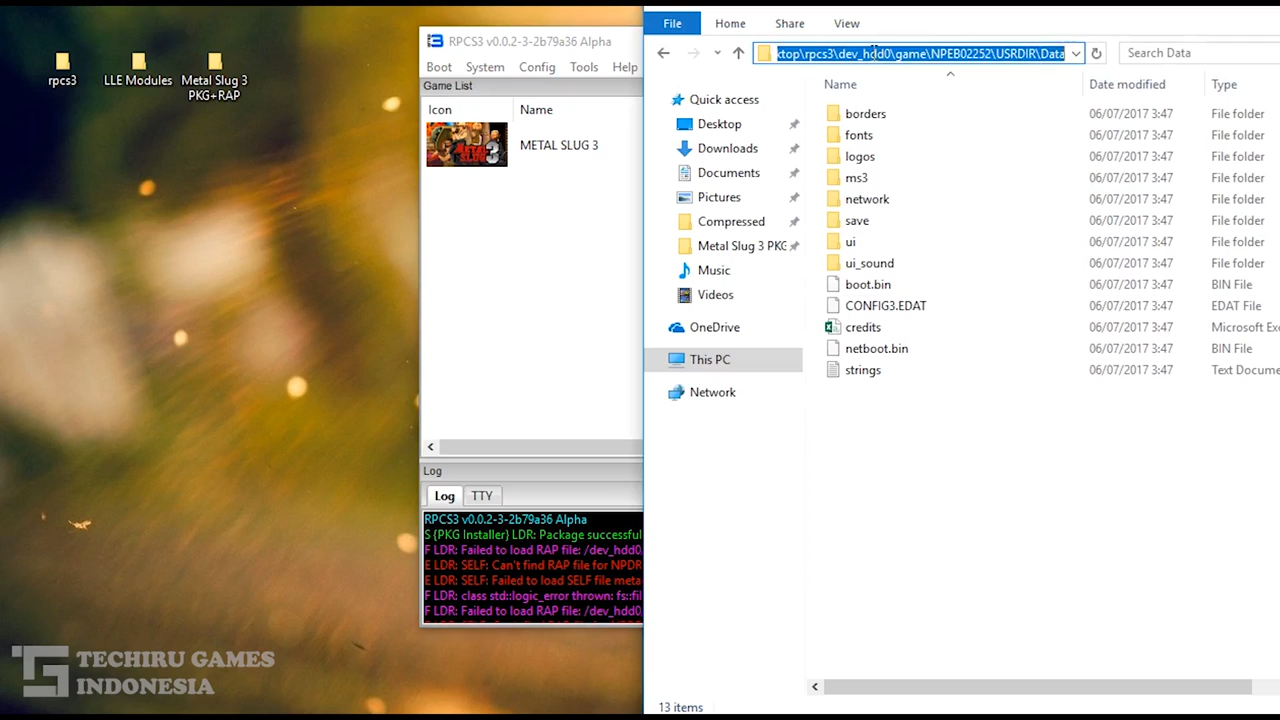 rpcs3
LLE Modules
Metal Slug 3
PKG+RAP
RPCS3 v0.0.2-3-2b79a36 Alpha
Boot System Config Tools Help
Game List
Icon Name
METAL SLUG 3
METAL SLUG 3
Log
Log TTY
RPCS3 v0.0.2-3-2b79a36 Alpha
S {PKG Installer} LDR: Package successful
F LDR: Failed to load RAP file: /dev_hdd0
E LDR: SELF: Can't find RAP file for NPDR
E LDR: SELF: Failed to load SELF file meta
F LDR: class std::logic_error thrown: fs::fil
F LDR: Failed to load RAP file: /dev_hdd0
File Home Share View
ktop\rpcs3\dev_hdd0\game\NPEB02252\USRDIR\Data
Search Data
Quick access
Desktop
Downloads
Documents
Pictures
Compressed
Metal Slug 3 PKG
Music
Videos
OneDrive
This PC
Network
Date modified Type
borders 06/07/2017 3:47 File folder
fonts 06/07/2017 3:47 File folder
logos 06/07/2017 3:47 File folder
ms3 06/07/2017 3:47 File folder
network 06/07/2017 3:47 File folder
save 06/07/2017 3:47 File folder
ui 06/07/2017 3:47 File folder
ui_sound 06/07/2017 3:47 File folder
boot.bin 06/07/2017 3:47 BIN File
CONFIG3.EDAT 06/07/2017 3:47 EDAT File
credits 06/07/2017 3:47 Microsoft Exc
netboot.bin 06/07/2017 3:47 BIN File
strings 06/07/2017 3:47 Text Docume
13 items
TG TECHIRU GAMES
INDONESIA